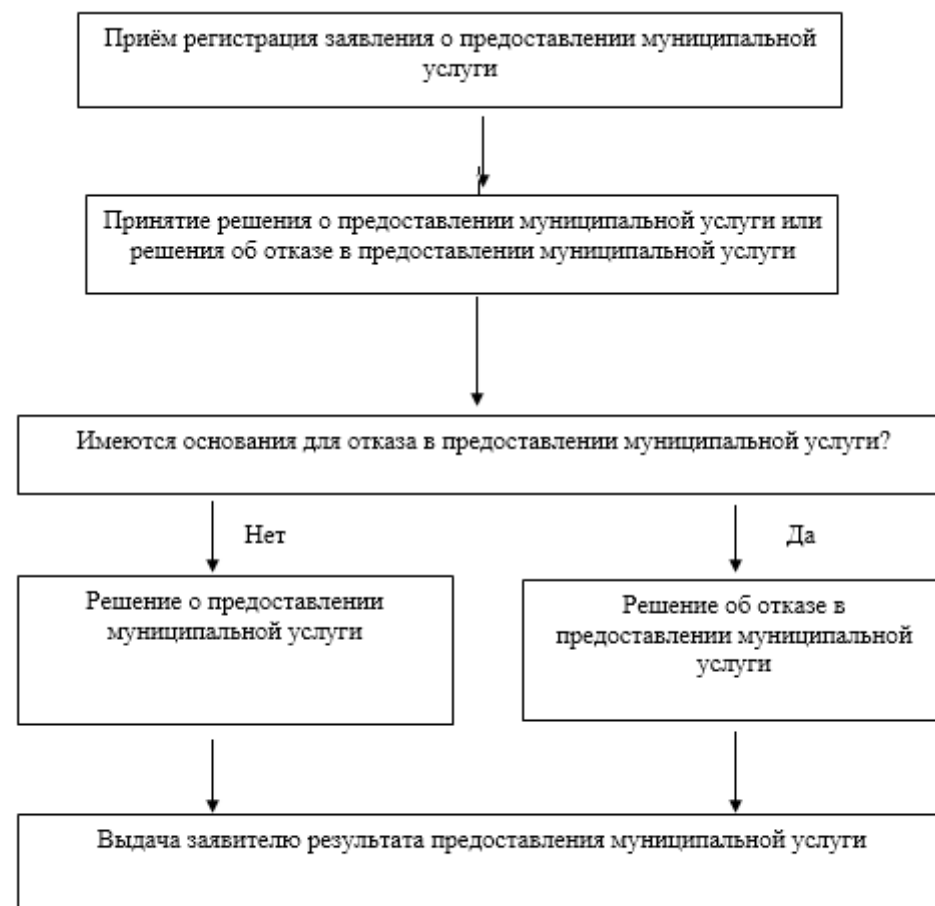 Приём регистрация заявления о предоставлении муниципальной
услуги
Принятие решения о предоставлении муниципальной услуги или
решения об отказе в предоставлении муниципальной услуги
Имеются основания для отказа в предоставлении муниципальной услуги?
Нет
Да
Решение о предоставлении
муниципальной услуги
Решение об отказе в
предоставлении муниципальной
услуги
Выдача заявителю результата предоставления муниципальной услуги